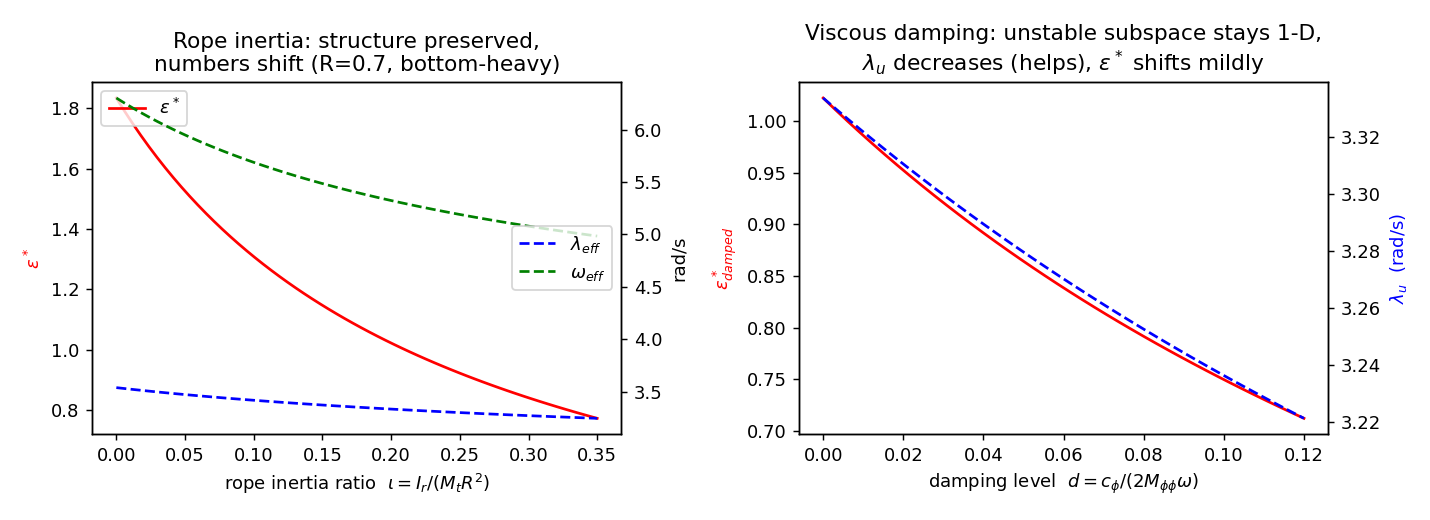 Rope inertia: structure preserved,
numbers shift (R=0.7, bottom-heavy)
ε*
1.8
1.6
1.4
1.2
1.0
0.8
ε*
6.0
5.5
5.0
4.5
4.0
3.5
rad/s
λ_eff
ω_eff
0.00 0.05 0.10 0.15 0.20 0.25 0.30 0.35
rope inertia ratio ι = I_r/(M_tR²)
Viscous damping: unstable subspace stays 1-D,
λ_u decreases (helps), ε* shifts mildly
1.00
0.95
0.90
0.85
0.80
0.75
0.70
ε*_damped
3.32
3.30
3.28
3.26
3.24
3.22
λ_u (rad/s)
0.00 0.02 0.04 0.06 0.08 0.10 0.12
damping level d = c_ϕ/(2M_ϕϕω)